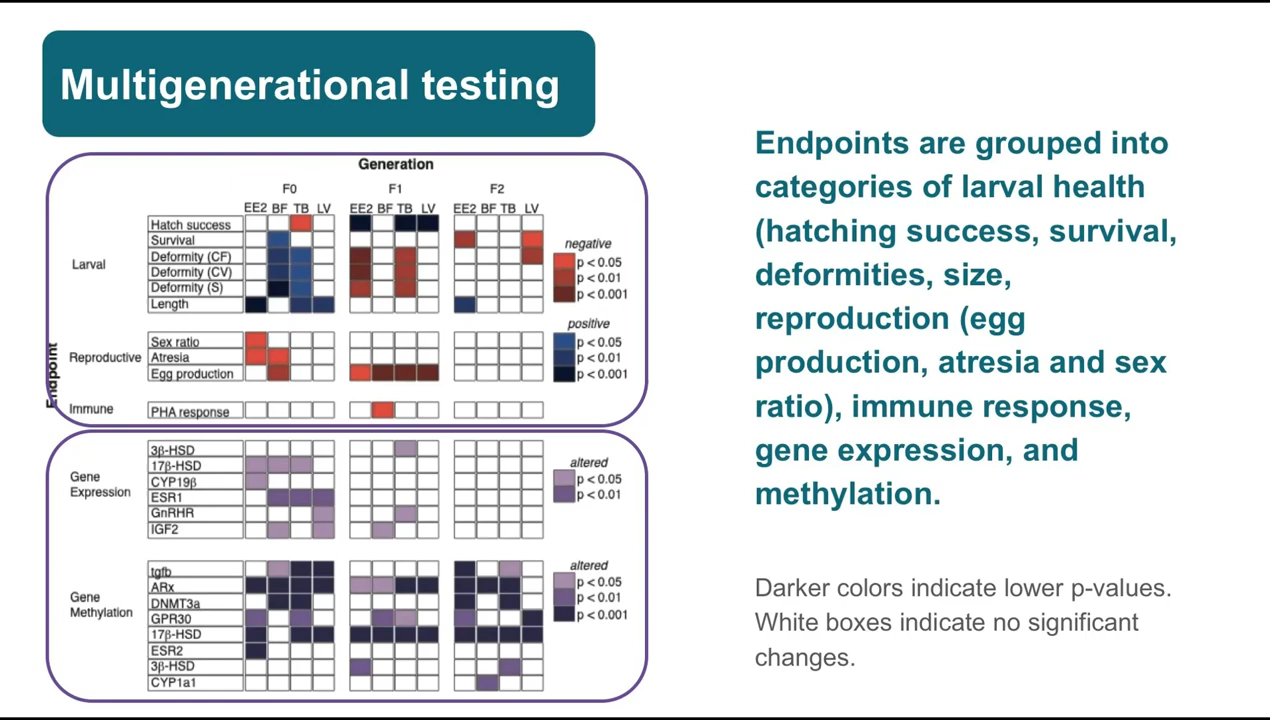 Multigenerational testing
Generation
F0 F1 F2
EE2 BF TB LV EE2 BF TB LV EE2 BF TB LV
Endpoint
Larval
Hatch success
Survival
Deformity (CF)
Deformity (CV)
Deformity (S)
Length
negative
p < 0.05
p < 0.01
p < 0.001
positive
p < 0.05
p < 0.01
p < 0.001
Reproductive
Sex ratio
Atresia
Egg production
Immune
PHA response
Gene
Expression
3β-HSD
17β-HSD
CYP19β
ESR1
GnRHR
IGF2
altered
p < 0.05
p < 0.01
Gene
Methylation
tgfb
ARx
DNMT3a
GPR30
17β-HSD
ESR2
3β-HSD
CYP1a1
altered
p < 0.05
p < 0.01
p < 0.001
Endpoints are grouped into
categories of larval health
(hatching success, survival,
deformities, size,
reproduction (egg
production, atresia and sex
ratio), immune response,
gene expression, and
methylation.
Darker colors indicate lower p-values.
White boxes indicate no significant
changes.